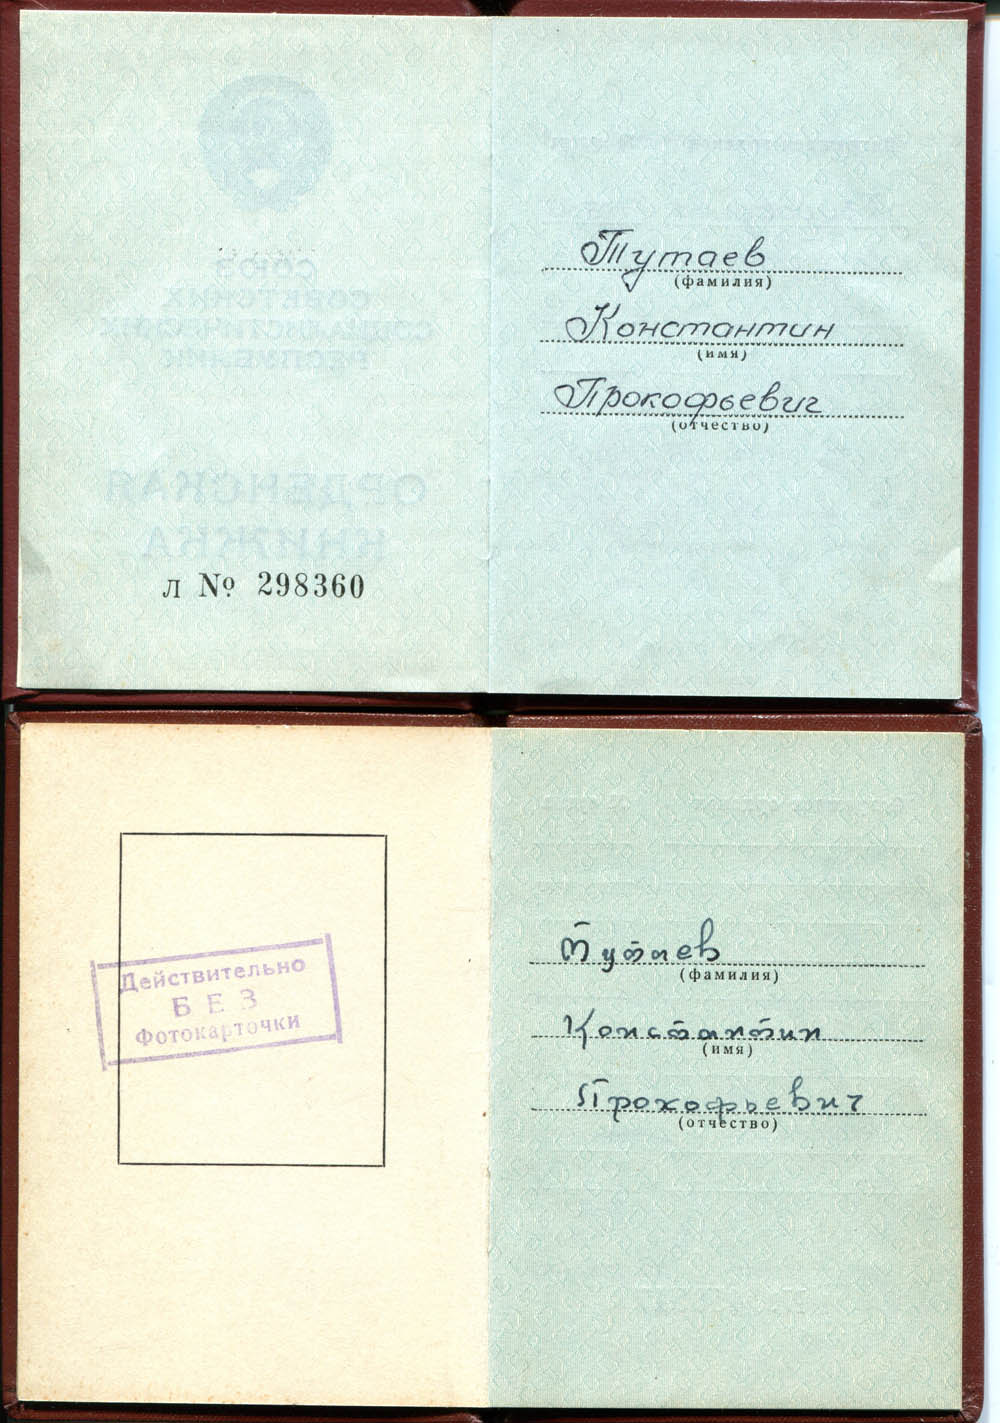 СОЮЗ
СОВЕТСКИХ
СОЦИАЛИСТИЧЕСКИХ
РЕСПУБЛИК
ОРДЕНСКАЯ
КНИЖКА
Л № 298360
Тутаев
(фамилия)
Константин
(имя)
Прокофьевич
(отчество)
Действительно
БЕЗ
Фотокарточки
Тутаев
(фамилия)
Константин
(имя)
Прокофьевич
(отчество)